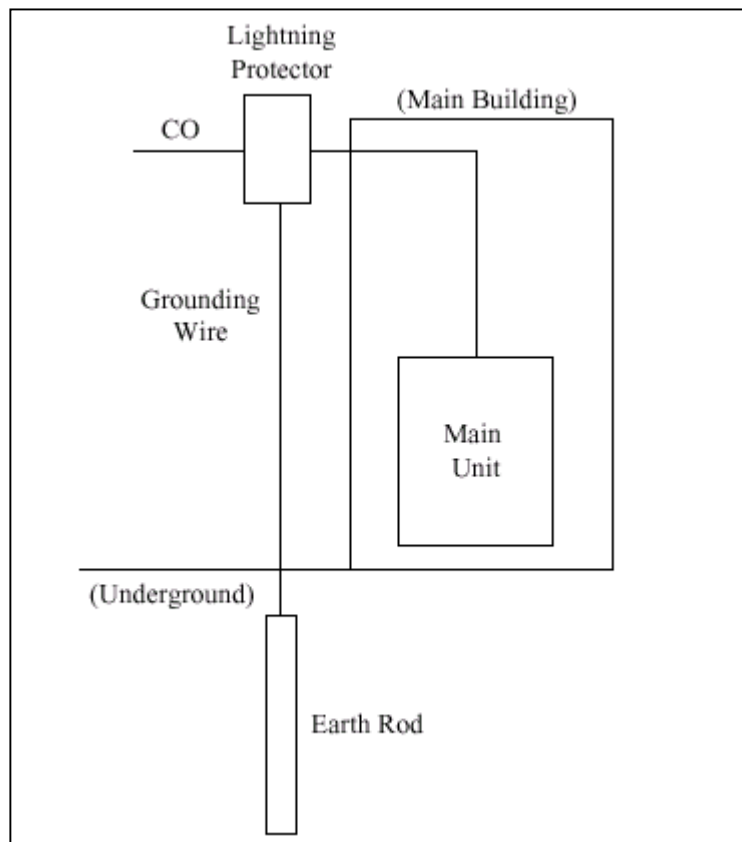 Lightning
Protector
(Main Building)
CO
Grounding
Wire
Main
Unit
(Underground)
Earth Rod